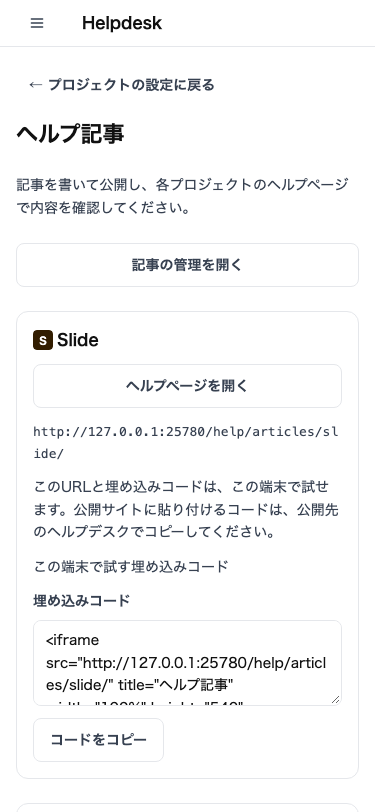 Helpdesk
← プロジェクトの設定に戻る
ヘルプ記事
記事を書いて公開し、各プロジェクトのヘルプページ
で内容を確認してください。
記事の管理を開く
S Slide
ヘルプページを開く
http://127.0.0.1:25780/help/articles/sl
ide/
このURLと埋め込みコードは、この端末で試せ
ます。公開サイトに貼り付けるコードは、公開先
のヘルプデスクでコピーしてください。
この端末で試す埋め込みコード
埋め込みコード
<iframe
src="http://127.0.0.1:25780/help/articl
es/slide/" title="ヘルプ記事"
コードをコピー